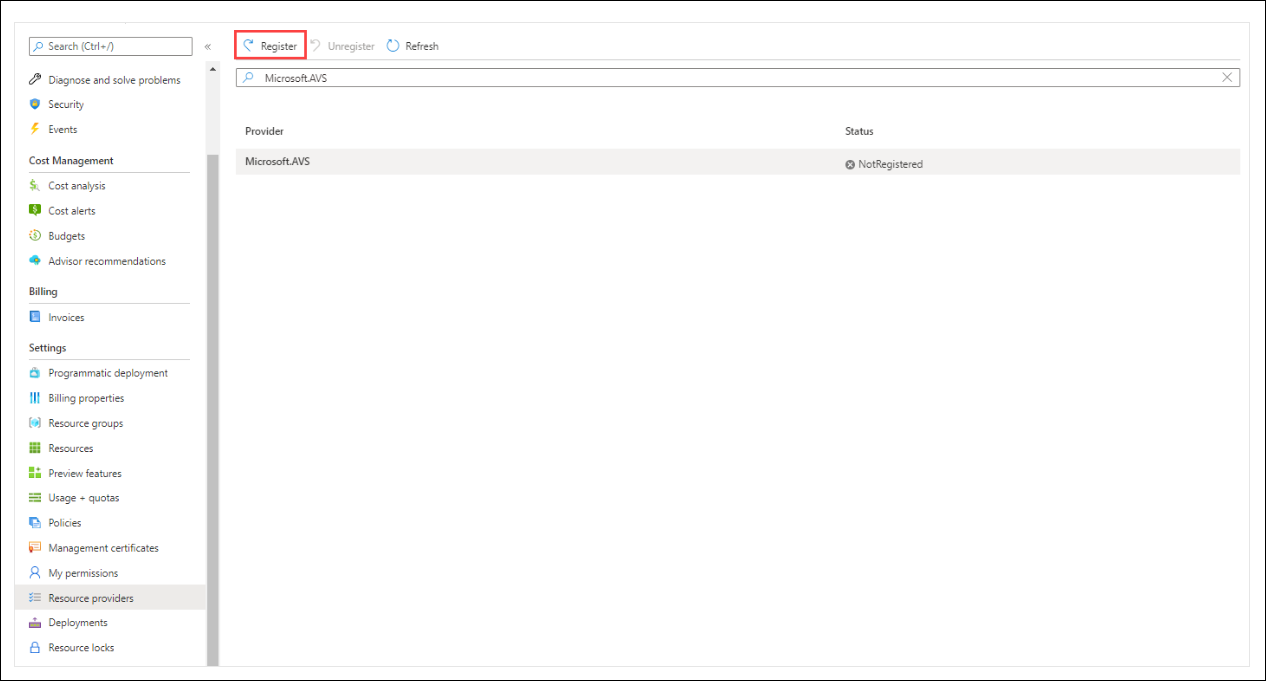 Search (Ctrl+/)
«
Diagnose and solve problems
Security
Events
Cost Management
Cost analysis
Cost alerts
Budgets
Advisor recommendations
Billing
Invoices
Settings
Programmatic deployment
Billing properties
Resource groups
Resources
Preview features
Usage + quotas
Policies
Management certificates
My permissions
Resource providers
Deployments
Resource locks
Register Unregister Refresh
Microsoft.AVS
Provider Status
Microsoft.AVS NotRegistered